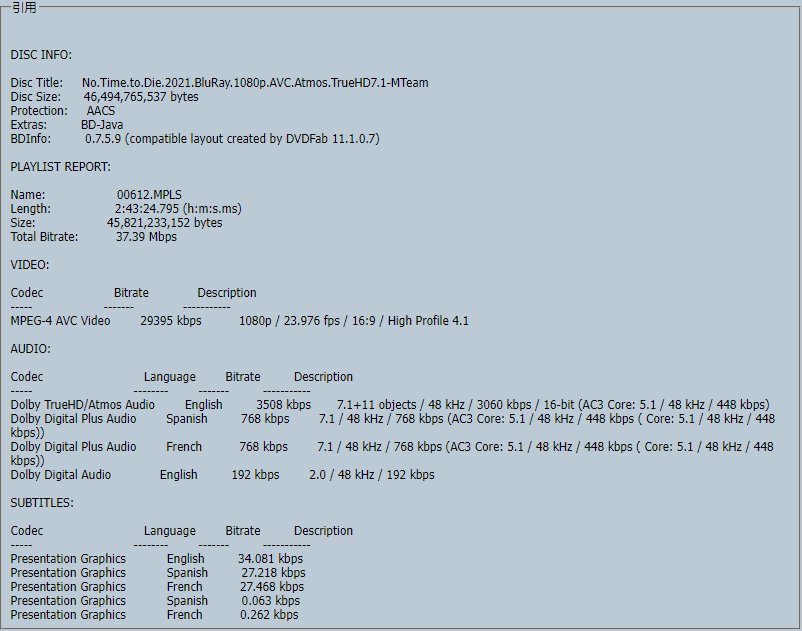 引用
DISC INFO:
Disc Title: No.Time.to.Die.2021.BluRay.1080p.AVC.Atmos.TrueHD7.1-MTeam
Disc Size: 46,494,765,537 bytes
Protection: AACS
Extras: BD-Java
BDInfo: 0.7.5.9 (compatible layout created by DVDFab 11.1.0.7)
PLAYLIST REPORT:
Name: 00612.MPLS
Length: 2:43:24.795 (h:m:s.ms)
Size: 45,821,233,152 bytes
Total Bitrate: 37.39 Mbps
VIDEO:
Codec Bitrate Description
----- ------- -----------
MPEG-4 AVC Video 29395 kbps 1080p / 23.976 fps / 16:9 / High Profile 4.1
AUDIO:
Codec Language Bitrate Description
----- -------- ------- -----------
Dolby TrueHD/Atmos Audio English 3508 kbps 7.1+11 objects / 48 kHz / 3060 kbps / 16-bit (AC3 Core: 5.1 / 48 kHz / 448 kbps)
Dolby Digital Plus Audio Spanish 768 kbps 7.1 / 48 kHz / 768 kbps (AC3 Core: 5.1 / 48 kHz / 448 kbps ( Core: 5.1 / 48 kHz / 448
kbps))
Dolby Digital Plus Audio French 768 kbps 7.1 / 48 kHz / 768 kbps (AC3 Core: 5.1 / 48 kHz / 448 kbps ( Core: 5.1 / 48 kHz / 448
kbps))
Dolby Digital Audio English 192 kbps 2.0 / 48 kHz / 192 kbps
SUBTITLES:
Codec Language Bitrate Description
----- -------- ------- -----------
Presentation Graphics English 34.081 kbps
Presentation Graphics Spanish 27.218 kbps
Presentation Graphics French 27.468 kbps
Presentation Graphics Spanish 0.063 kbps
Presentation Graphics French 0.262 kbps